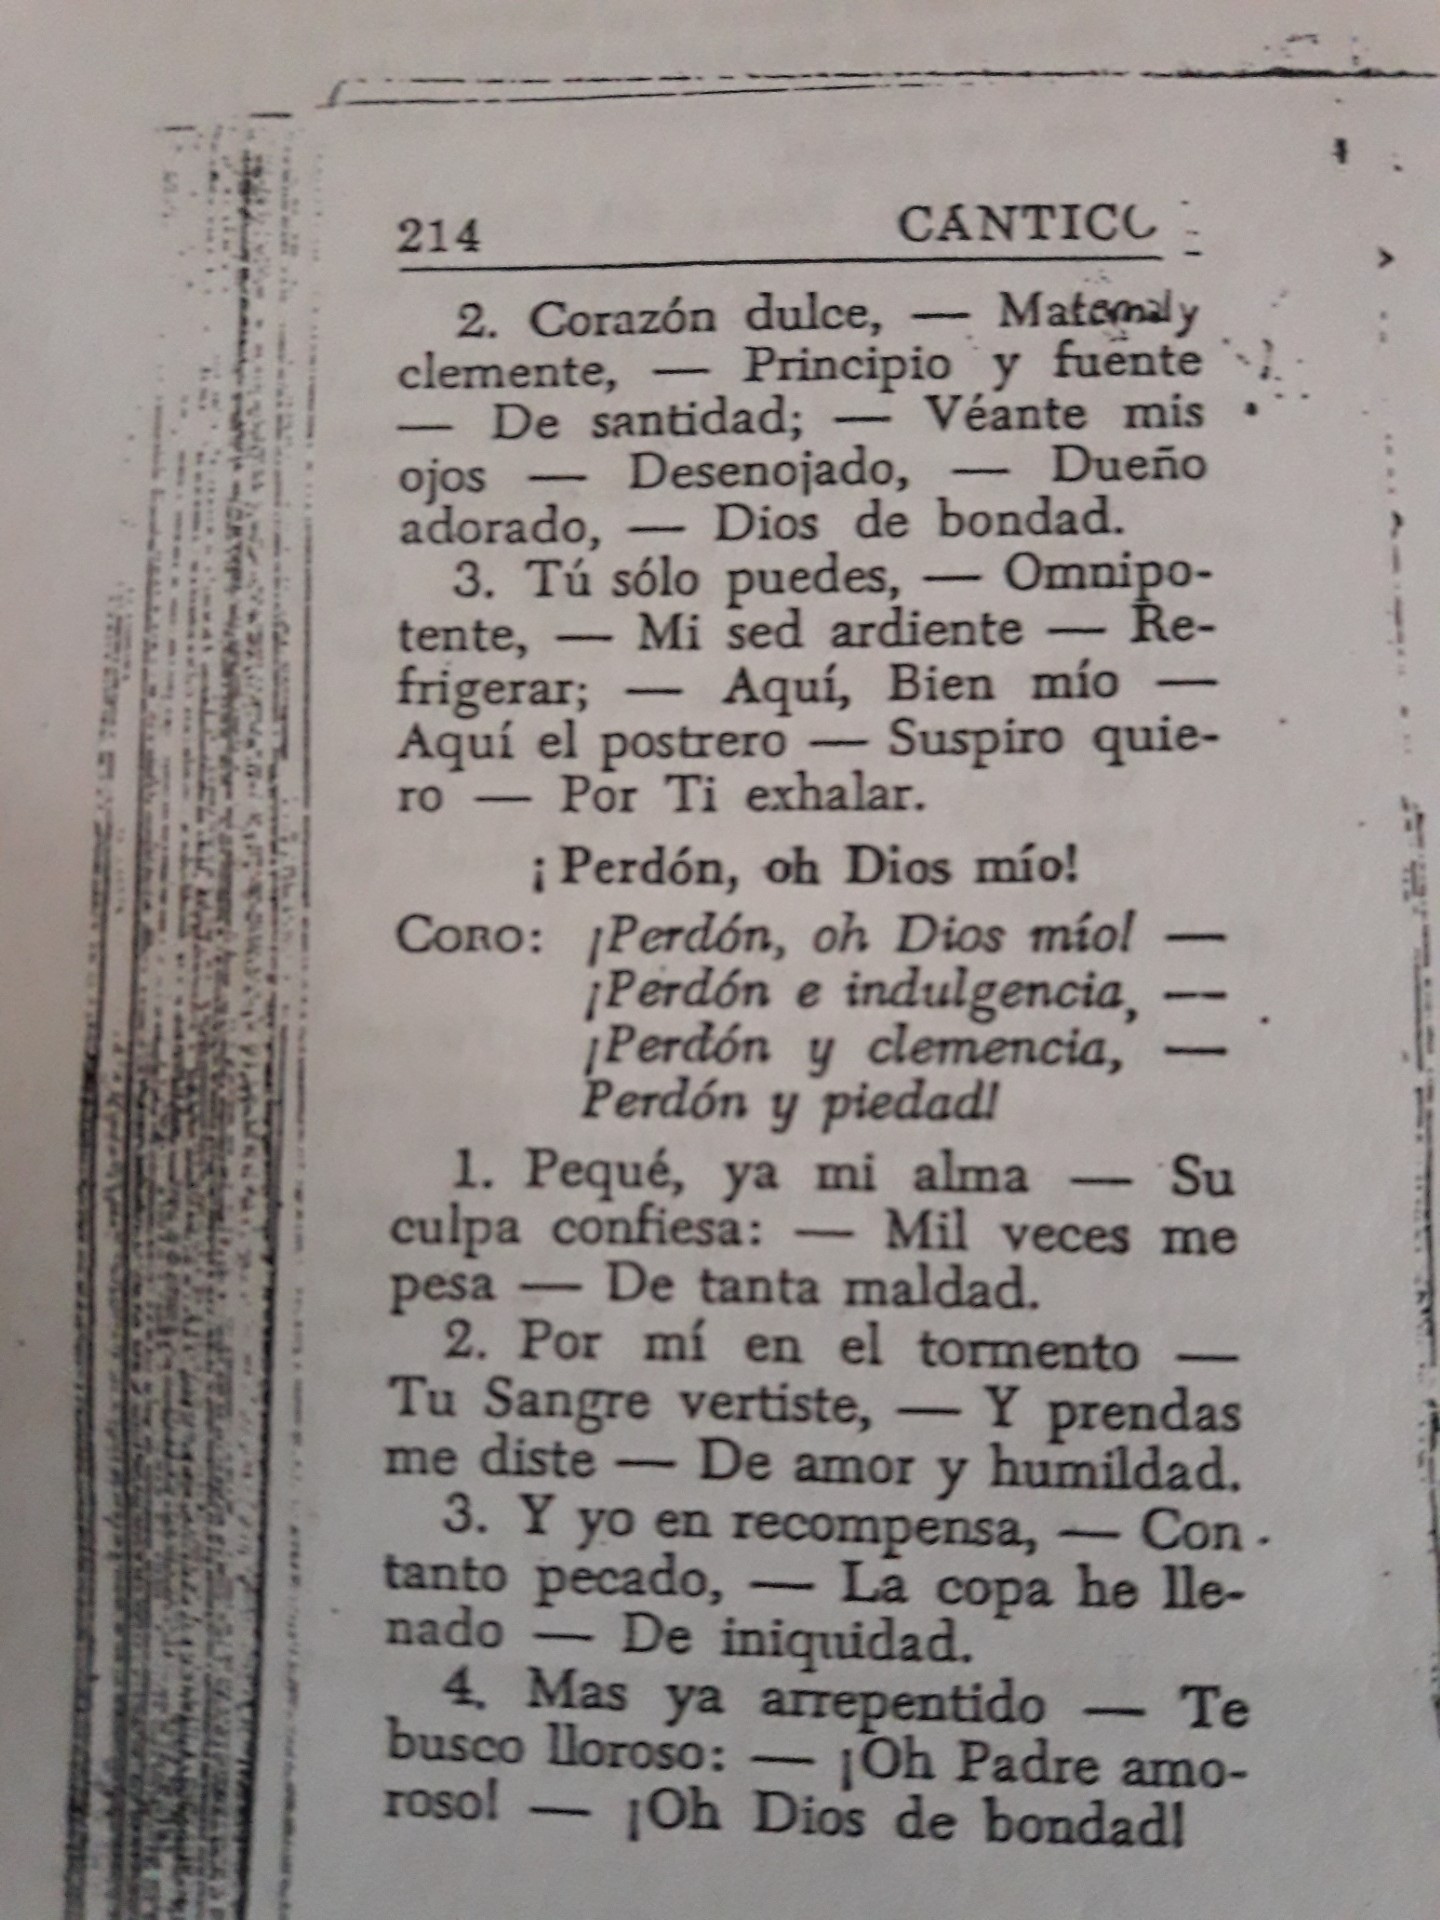 214 CÁNTICO
2. Corazón dulce, — y
clemente, — Principio y fuente
— De santidad; — Véante mis
ojos — Desenojado, — Dueño
adorado, — Dios de bondad.
3. Tú sólo puedes, — Omnipo-
tente, — Mi sed ardiente — Re-
frigerar; — Aquí, Bien mío —
Aquí el postrero — Suspiro quie-
ro — Por Ti exhalar.
¡Perdón, oh Dios mío!
CORO: ¡Perdón, oh Dios mío! —
¡Perdón e indulgencia, —
¡Perdón y clemencia, —
Perdón y piedad!
1. Pequé, ya mi alma — Su
culpa confiesa: — Mil veces me
pesa — De tanta maldad.
2. Por mí en el tormento —
Tu Sangre vertiste, — Y prendas
me diste — De amor y humildad.
3. Y yo en recompensa, — Con
tanto pecado, — La copa he lle-
nado — De iniquidad.
4. Mas ya arrepentido — Te
busco lloroso: — ¡Oh Padre amo-
roso! — ¡Oh Dios de bondad!